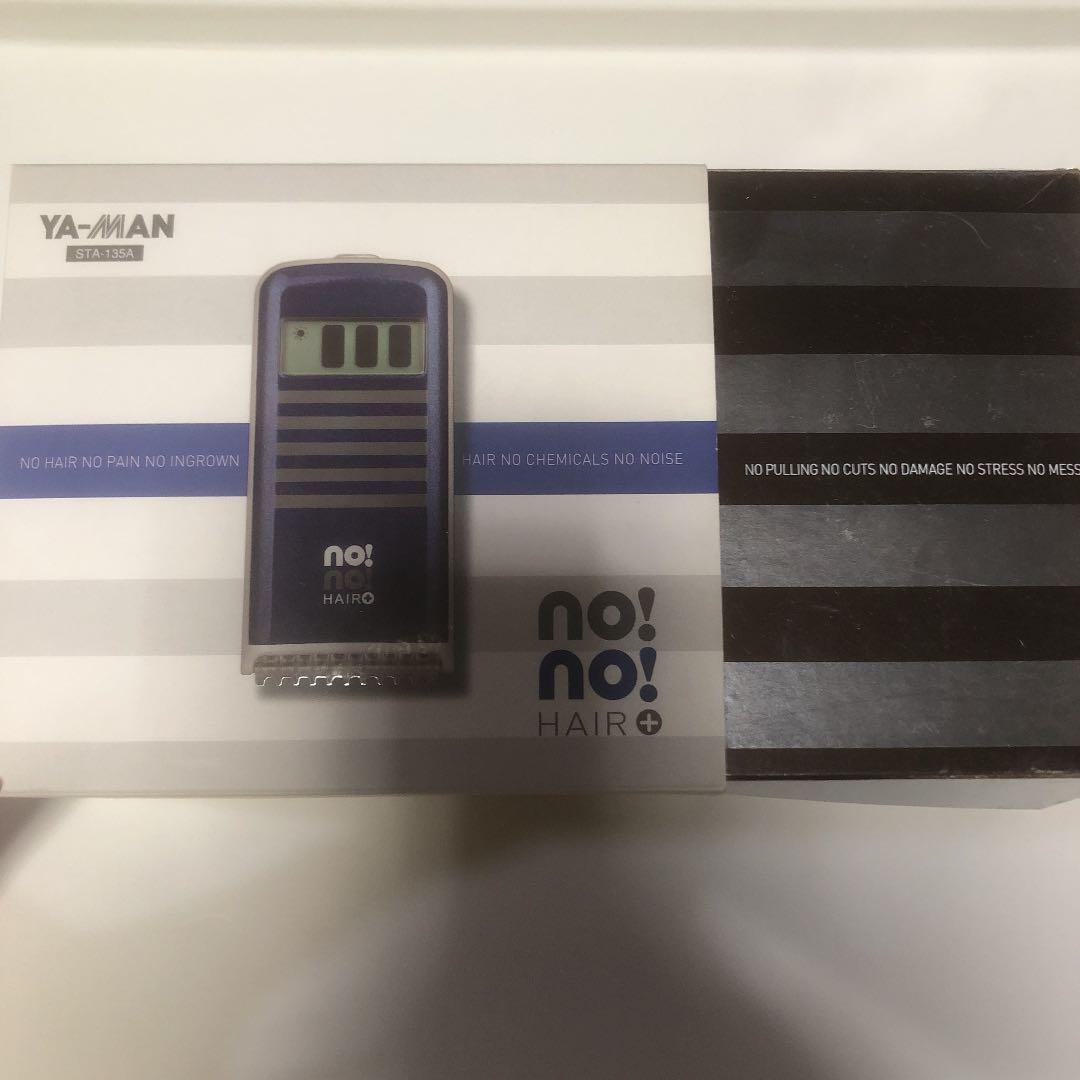 YA-MAN
STA-135A
NO HAIR NO PAIN NO INGROWN
HAIR NO CHEMICALS NO NOISE
NO PULLING NO CUTS NO DAMAGE NO STRESS NO MESS
no!
no!
HAIR+
no!
no!
HAIR+